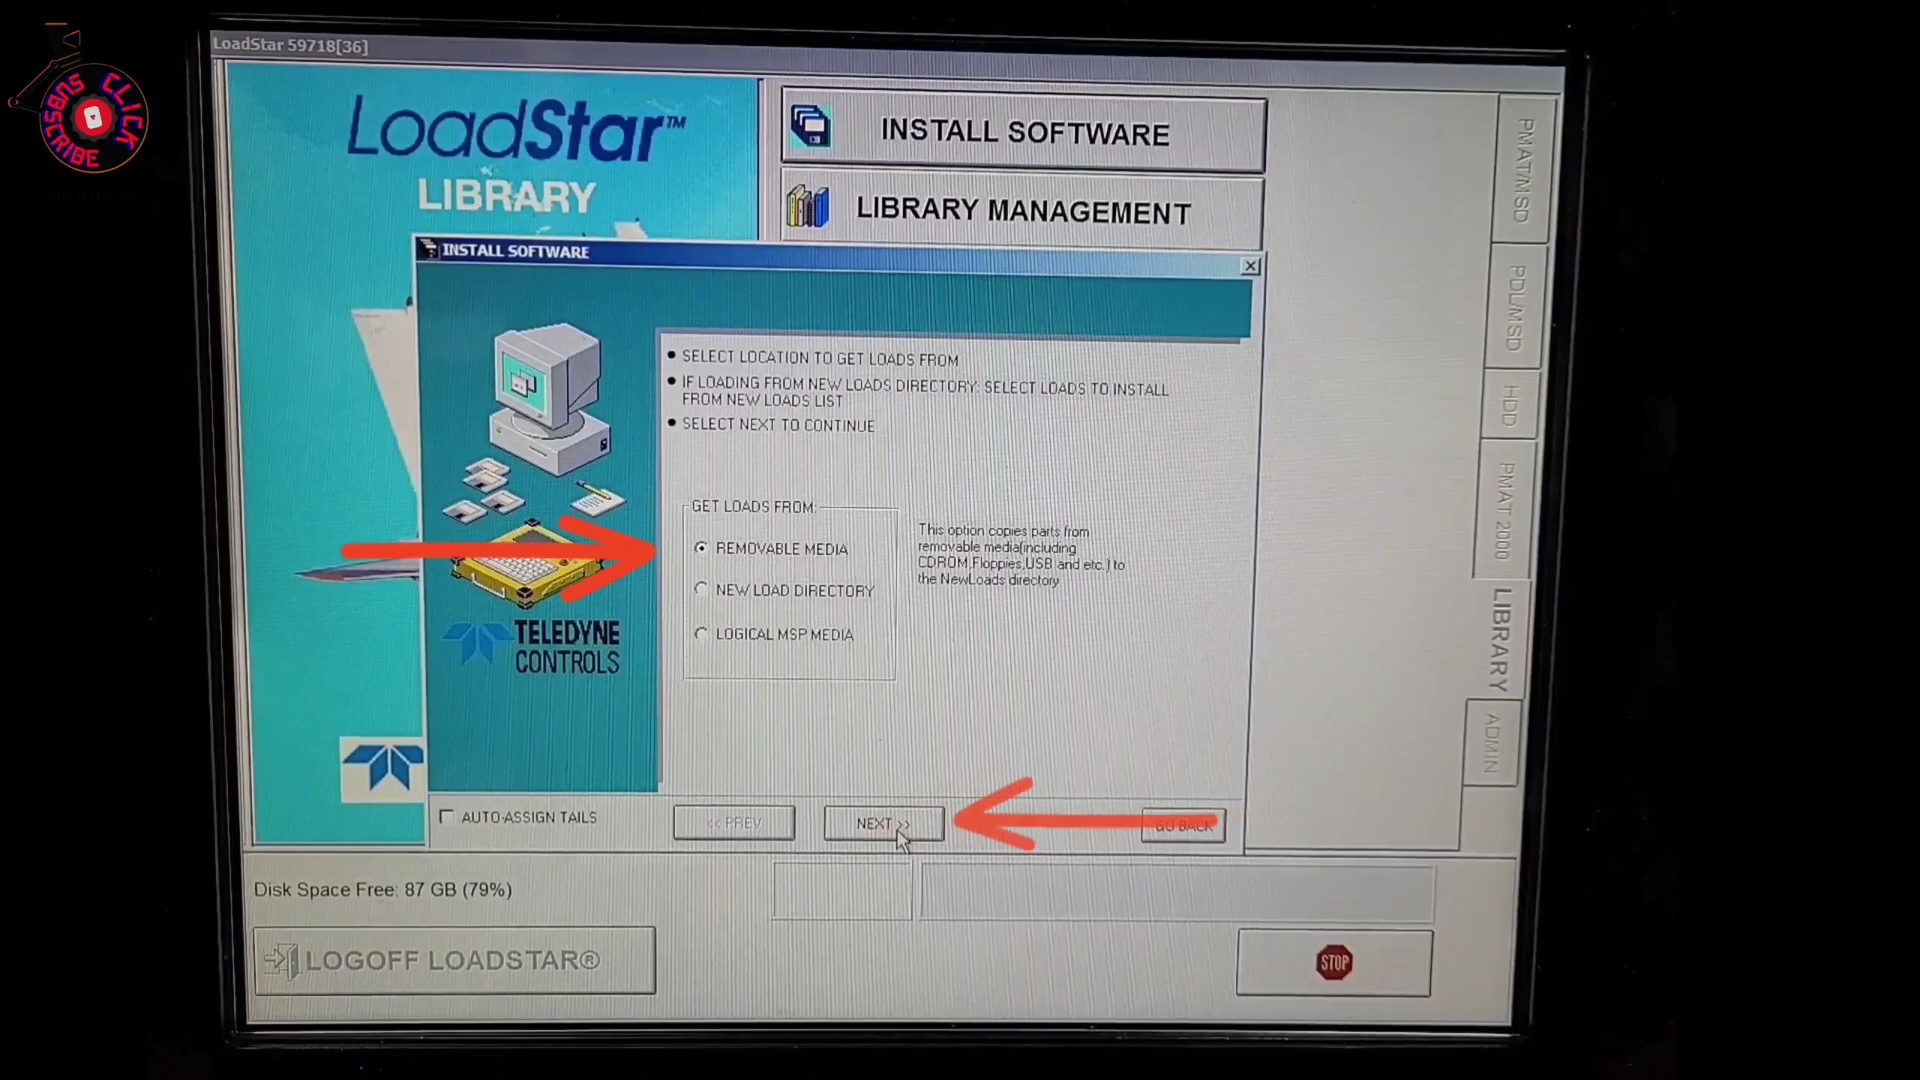 LoadStar 59718[36]
CLICK
SUBSCRIBE
LoadStar™
LIBRARY
INSTALL SOFTWARE
LIBRARY MANAGEMENT
INSTALL SOFTWARE
SELECT LOCATION TO GET LOADS FROM
IF LOADING FROM NEW LOADS DIRECTORY: SELECT LOADS TO INSTALL
FROM NEW LOADS LIST
SELECT NEXT TO CONTINUE
GET LOADS FROM:
REMOVABLE MEDIA
NEW LOAD DIRECTORY
LOGICAL MSP MEDIA
This option copies parts from
removable media(including
CDROM,Floppies,USB and etc.) to
the NewLoads directory
TELEDYNE
CONTROLS
AUTO-ASSIGN TAILS
<< PREV
NEXT >>
GO BACK
PMAT/MSD
PDL/MSD
HDD
PMAT 2000
LIBRARY
ADMIN
Disk Space Free: 87 GB (79%)
LOGOFF LOADSTAR®
STOP